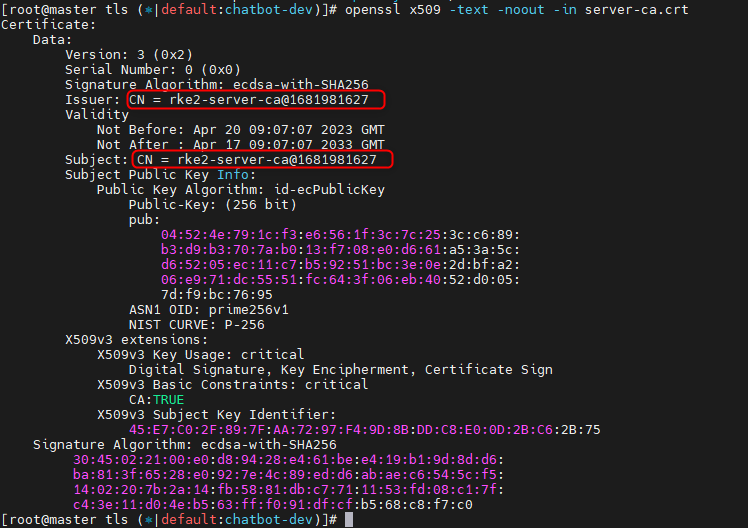 [root@master tls (*|default:chatbot-dev)]# openssl x509 -text -noout -in server-ca.crt
Certificate:
Data:
Version: 3 (0x2)
Serial Number: 0 (0x0)
Signature Algorithm: ecdsa-with-SHA256
Issuer: CN = rke2-server-ca@1681981627
Validity
Not Before: Apr 20 09:07:07 2023 GMT
Not After : Apr 17 09:07:07 2033 GMT
Subject: CN = rke2-server-ca@1681981627
Subject Public Key Info:
Public Key Algorithm: id-ecPublicKey
Public-Key: (256 bit)
pub:
04:52:4e:79:1c:f3:e6:56:1f:3c:7c:25:3c:c6:89:
b3:d9:b3:70:7a:b0:13:f7:08:e0:d6:61:a5:3a:5c:
d6:52:05:ec:11:c7:b5:92:51:bc:3e:0e:2d:bf:a2:
06:e9:71:dc:55:51:fc:64:3f:06:eb:40:52:d0:05:
7d:f9:bc:76:95
ASN1 OID: prime256v1
NIST CURVE: P-256
X509v3 extensions:
X509v3 Key Usage: critical
Digital Signature, Key Encipherment, Certificate Sign
X509v3 Basic Constraints: critical
CA:TRUE
X509v3 Subject Key Identifier:
45:E7:C0:2F:89:7F:AA:72:97:F4:9D:8B:DD:C8:E0:0D:2B:C6:2B:75
Signature Algorithm: ecdsa-with-SHA256
30:45:02:21:00:e0:d8:94:28:e4:61:be:e4:19:b1:9d:8d:d6:
ba:81:3f:65:28:e0:92:7e:4c:89:ed:d6:ab:ae:c6:54:5c:f5:
14:02:20:7b:2a:14:fb:58:81:db:c7:71:11:53:fd:08:c1:7f:
c4:3e:11:d0:4e:b5:63:ff:f0:91:df:cf:b5:68:c8:f7:c0
[root@master tls (*|default:chatbot-dev)]#